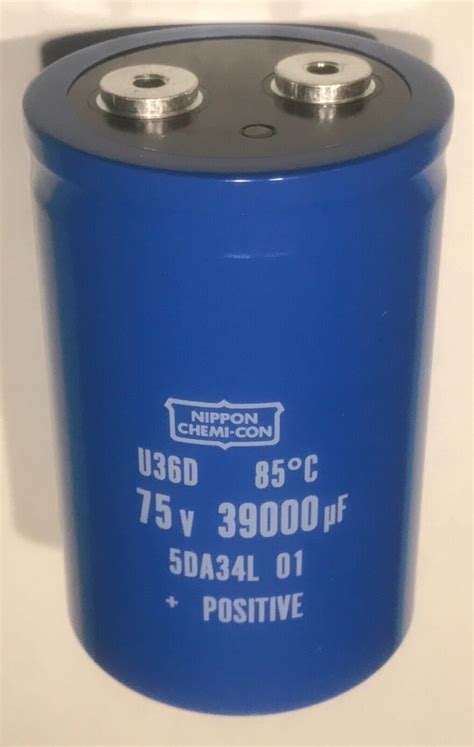 NIPPON
CHEMI-CON
U36D 85°C
75V 39000µF
5DA34L 01
+ POSITIVE